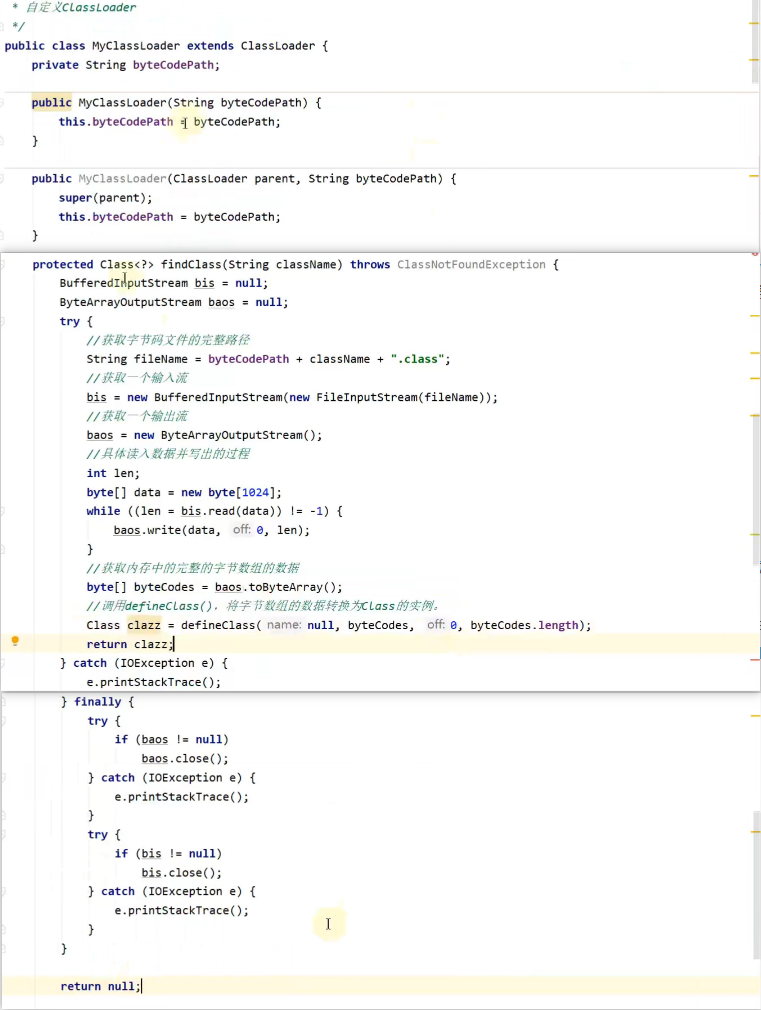 * 自定义ClassLoader
*/
public class MyClassLoader extends ClassLoader {
private String byteCodePath;
public MyClassLoader(String byteCodePath) {
this.byteCodePath = byteCodePath;
}
public MyClassLoader(ClassLoader parent, String byteCodePath) {
super(parent);
this.byteCodePath = byteCodePath;
}
protected Class<?> findClass(String className) throws ClassNotFoundException {
BufferedInputStream bis = null;
ByteArrayOutputStream baos = null;
try {
//获取字节码文件的完整路径
String fileName = byteCodePath + className + ".class";
//获取一个输入流
bis = new BufferedInputStream(new FileInputStream(fileName));
//获取一个输出流
baos = new ByteArrayOutputStream();
//具体读入数据并写出的过程
int len;
byte[] data = new byte[1024];
while ((len = bis.read(data)) != -1) {
baos.write(data, off: 0, len);
}
//获取内存中的完整的字节数组的数据
byte[] byteCodes = baos.toByteArray();
//调用defineClass()，将字节数组的数据转换为Class的实例。
Class clazz = defineClass( name: null, byteCodes, off: 0, byteCodes.length);
return clazz;
} catch (IOException e) {
e.printStackTrace();
} finally {
try {
if (baos != null)
baos.close();
} catch (IOException e) {
e.printStackTrace();
}
try {
if (bis != null)
bis.close();
} catch (IOException e) {
e.printStackTrace();
}
}
return null;